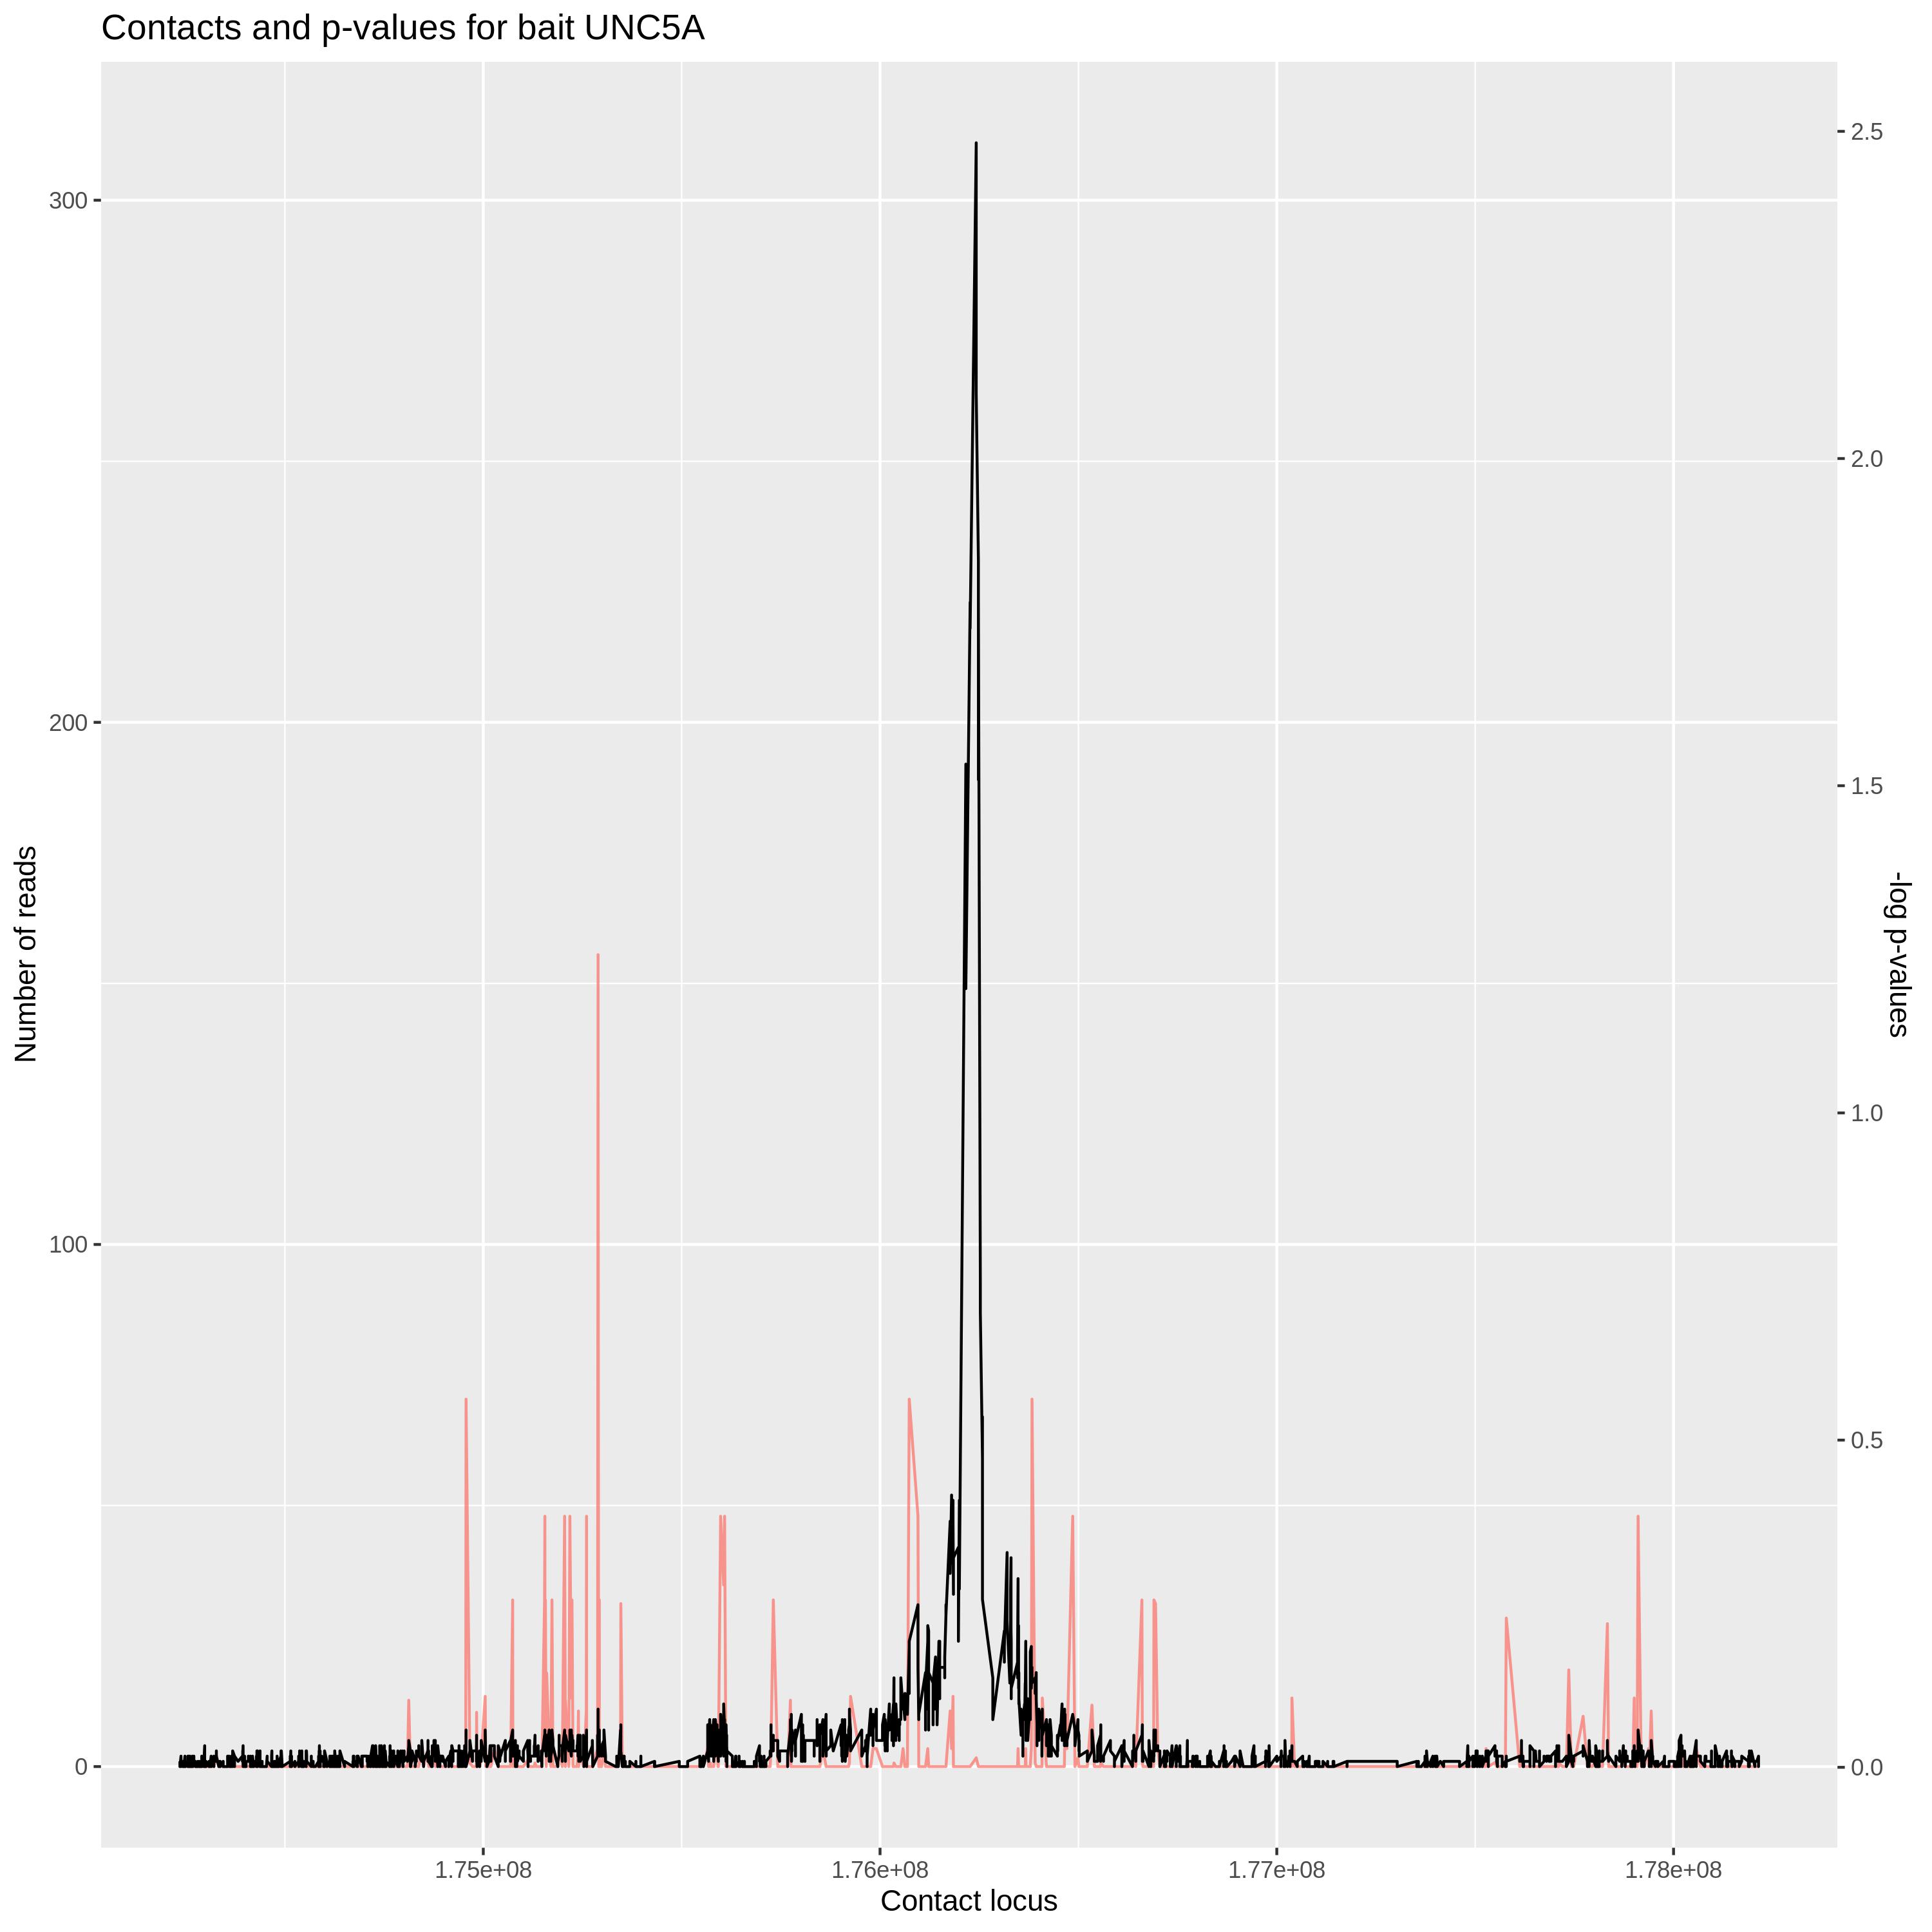 Contacts and p-values for bait UNC5A
300
200
100
0
Number of reads
2.5
2.0
1.5
1.0
0.5
0.0
-log p-values
1.75e+08
1.76e+08
1.77e+08
1.78e+08
Contact locus